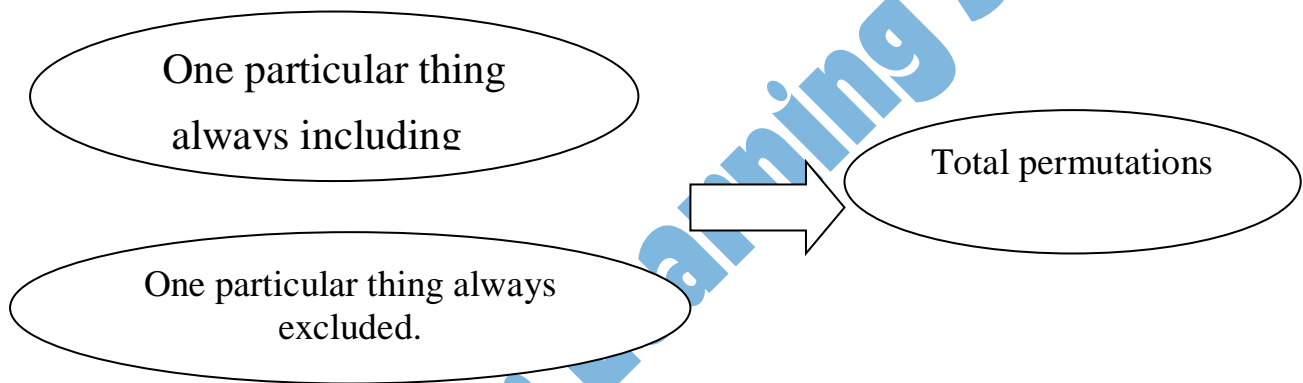 One particular thing
always including
Total permutations
One particular thing always
excluded.